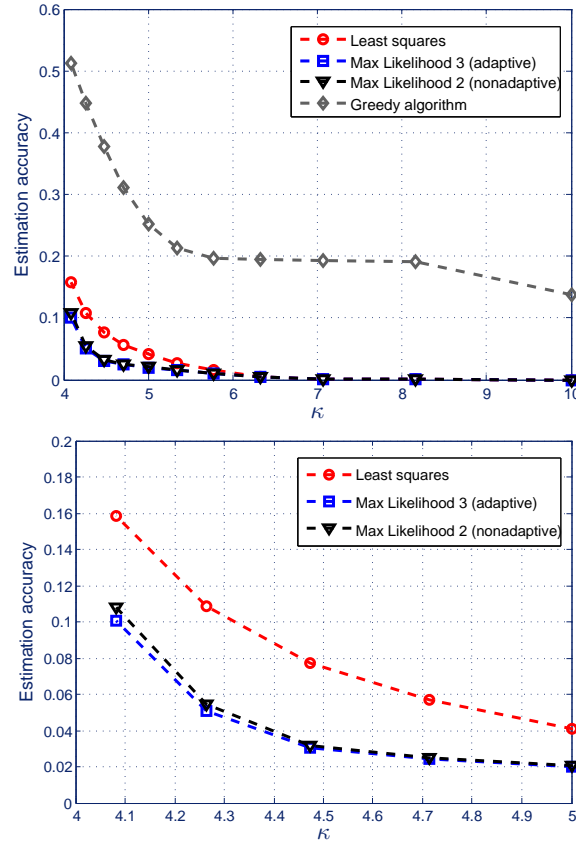 0.6
0.5
0.4
0.3
0.2
0.1
0
Estimation accuracy
Least squares
Max Likelihood 3 (adaptive)
Max Likelihood 2 (nonadaptive)
Greedy algorithm
4 5 6 7 8 9 10
κ
0.2
0.18
0.16
0.14
0.12
0.1
0.08
0.06
0.04
0.02
0
Estimation accuracy
Least squares
Max Likelihood 3 (adaptive)
Max Likelihood 2 (nonadaptive)
4 4.1 4.2 4.3 4.4 4.5 4.6 4.7 4.8 4.9 5
κ